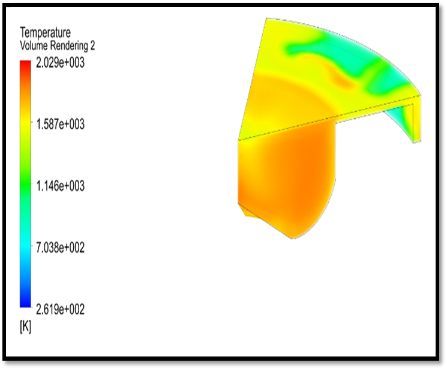 Temperature
Volume Rendering 2
2.029e+003
1.587e+003
1.146e+003
7.038e+002
2.619e+002
[K]